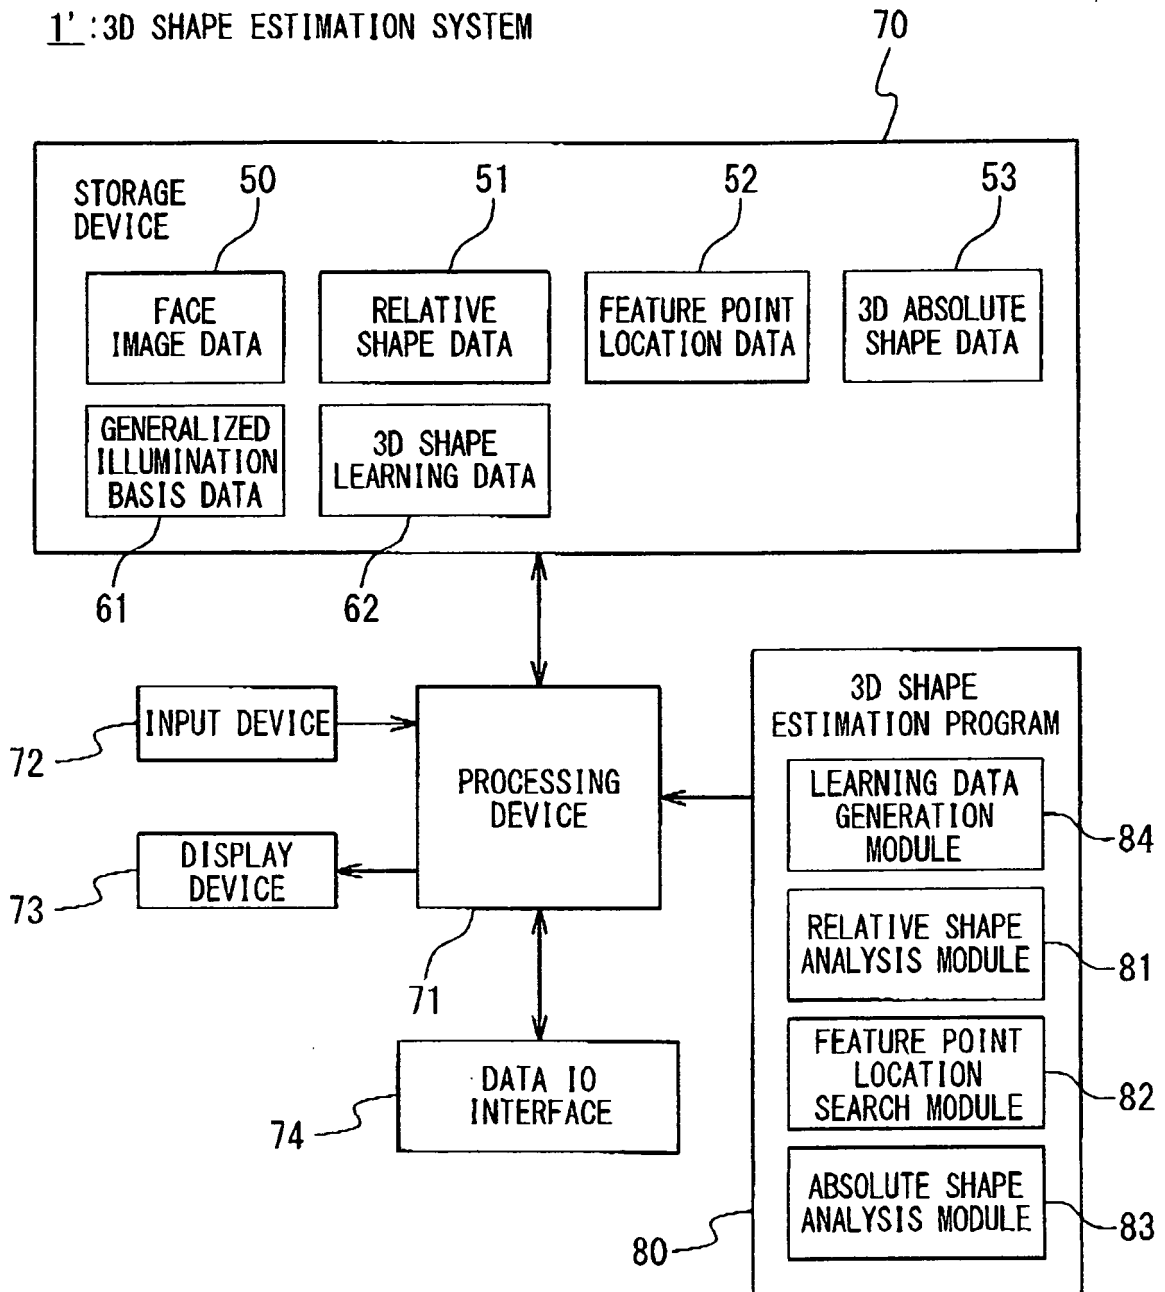 1' :3D SHAPE ESTIMATION SYSTEM
70
STORAGE
DEVICE
50
51
52
53
FACE
IMAGE DATA
RELATIVE
SHAPE DATA
FEATURE POINT
LOCATION DATA
3D ABSOLUTE
SHAPE DATA
GENERALIZED
ILLUMINATION
BASIS DATA
3D SHAPE
LEARNING DATA
61
62
INPUT DEVICE
72
PROCESSING
DEVICE
DISPLAY
DEVICE
73
71
DATA IO
INTERFACE
74
3D SHAPE
ESTIMATION PROGRAM
LEARNING DATA
GENERATION
MODULE
84
RELATIVE SHAPE
ANALYSIS MODULE
81
FEATURE POINT
LOCATION
SEARCH MODULE
82
ABSOLUTE SHAPE
ANALYSIS MODULE
83
80